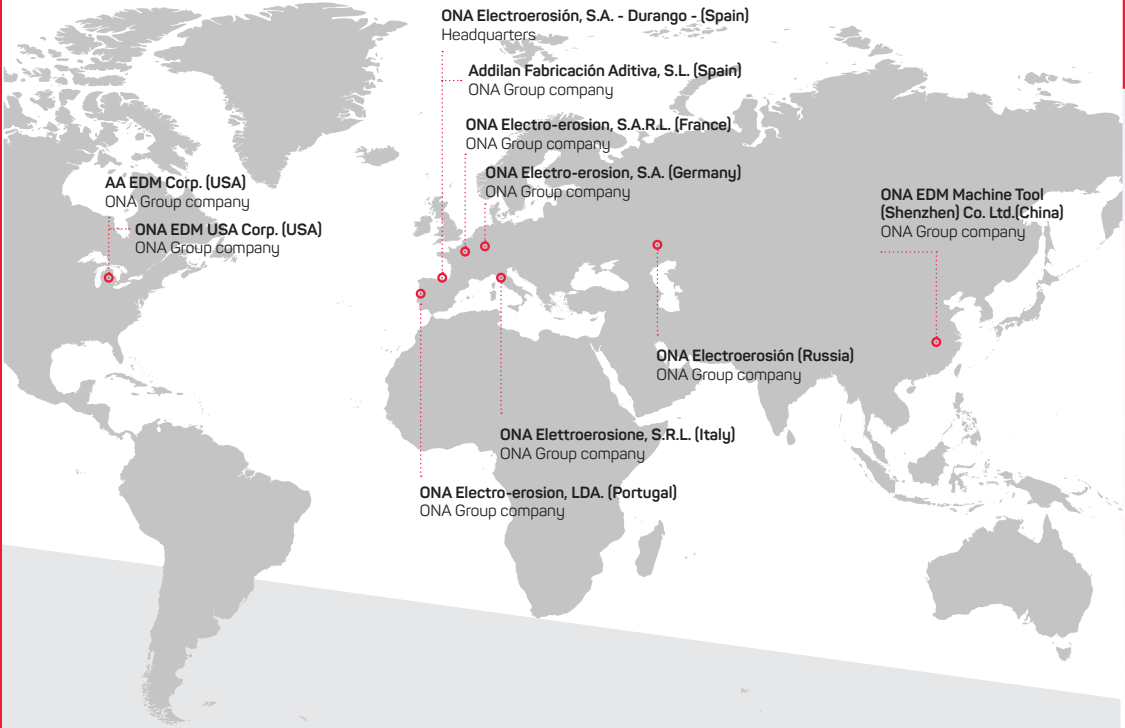 ONA Electroerosión, S.A. - Durango - (Spain)
Headquarters
Addilan Fabricación Aditiva, S.L. (Spain)
ONA Group company
ONA Electro-erosion, S.A.R.L. (France)
ONA Group company
ONA Electro-erosion, S.A. (Germany)
ONA Group company
AA EDM Corp. (USA)
ONA Group company
ONA EDM USA Corp. (USA)
ONA Group company
ONA EDM Machine Tool
(Shenzhen) Co. Ltd.(China)
ONA Group company
ONA Electroerosión (Russia)
ONA Group company
ONA Elettroerosione, S.R.L. (Italy)
ONA Group company
ONA Electro-erosion, LDA. (Portugal)
ONA Group company